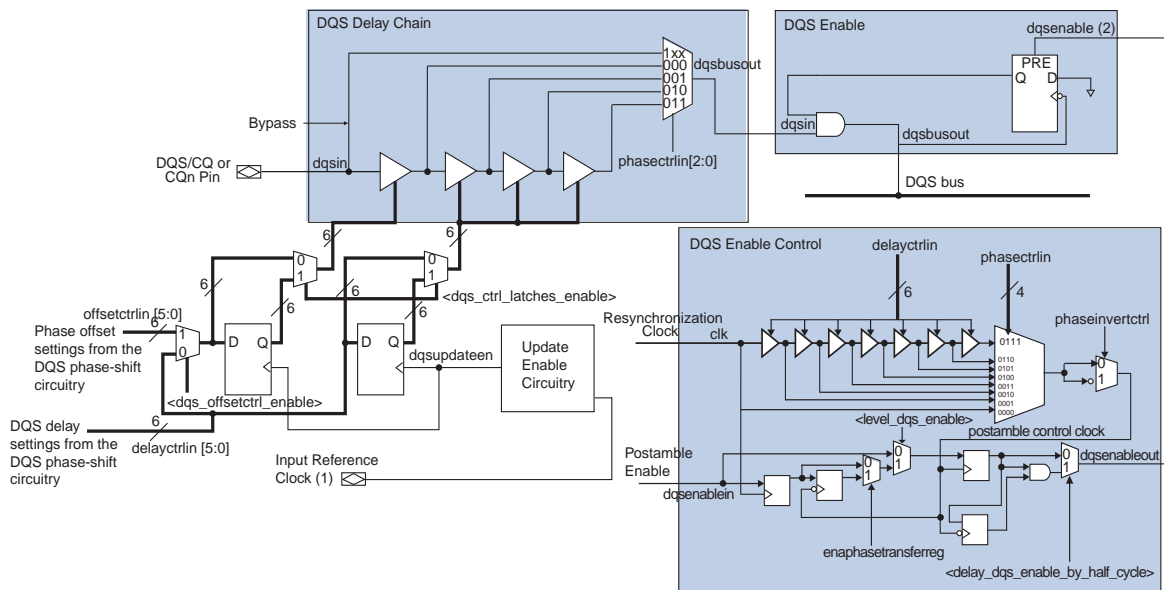 DQS Delay Chain
1xx
000
001
010
011
dqsbusout
Bypass
phasectrlin[2:0]
DQS/CQ or
CQn Pin
dqsin
DQS Enable
dqsenable (2)
PRE
Q D
dqsin
dqsbusout
DQS bus
6
6
0
1
0
1
6
6
6
6
<dqs_ctrl_latches_enable>
offsetctrlin [5:0]
Phase offset
settings from the
DQS phase-shift
circuitry
6
1
0
D Q
D Q
dqsupdateen
Update
Enable
Circuitry
<dqs_offsetctrl_enable>
DQS delay
settings from the
DQS phase-shift
circuitry
6
delayctrlin [5:0]
Input Reference
Clock (1)
DQS Enable Control
delayctrlin
6
phasectrlin
4
Resynchronization
Clock
clk
0111
0110
0101
0100
0011
0010
0001
0000
phaseinvertctrl
0
1
<level_dqs_enable>
postamble control clock
Postamble
Enable
dqsenablein
0
1
0
1
0
1
dqsenableout
enaphasetransferreg
<delay_dqs_enable_by_half_cycle>